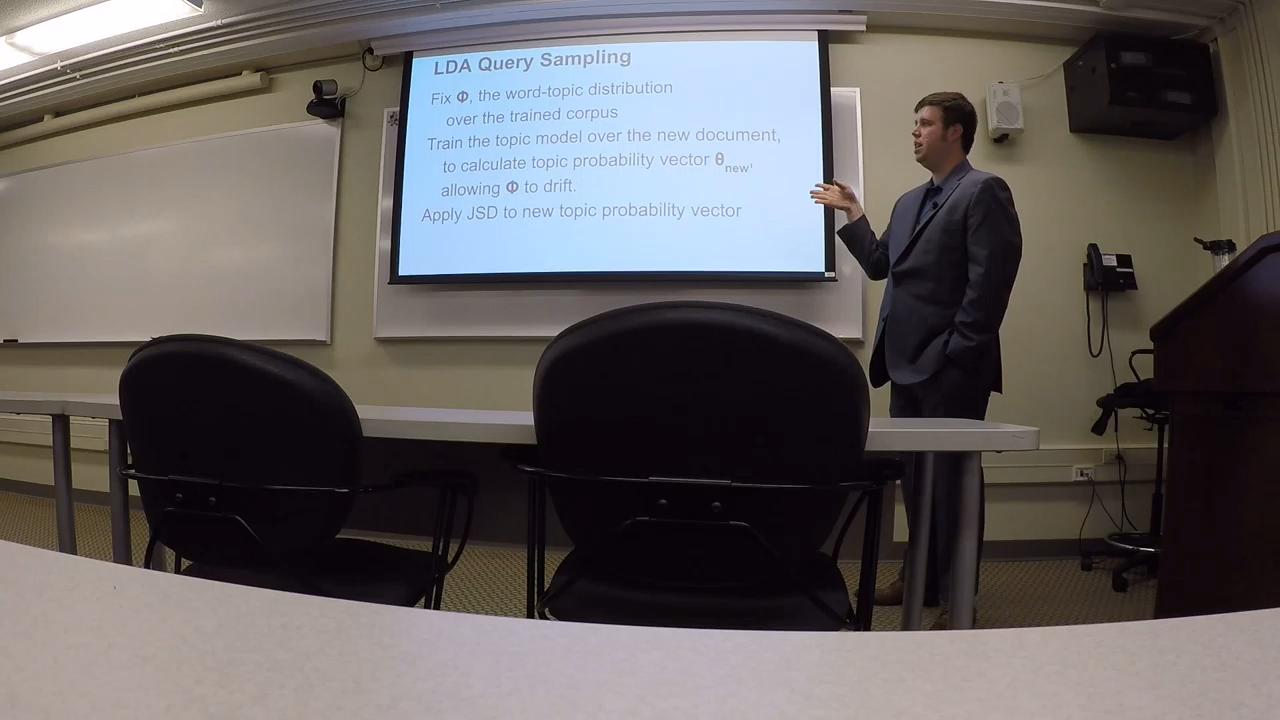 LDA Query Sampling
Fix Φ, the word-topic distribution
over the trained corpus
Train the topic model over the new document,
to calculate topic probability vector θnew,
allowing Φ to drift.
Apply JSD to new topic probability vector